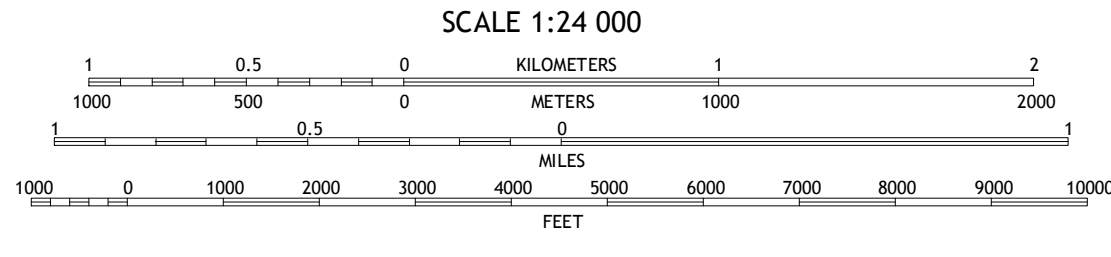 SCALE 1:24 000
1 0.5 0 KILOMETERS 1 2
1000 500 0 METERS 1000 2000
1 0.5 0 1
MILES
1000 0 1000 2000 3000 4000 5000 6000 7000 8000 9000 10000
FEET